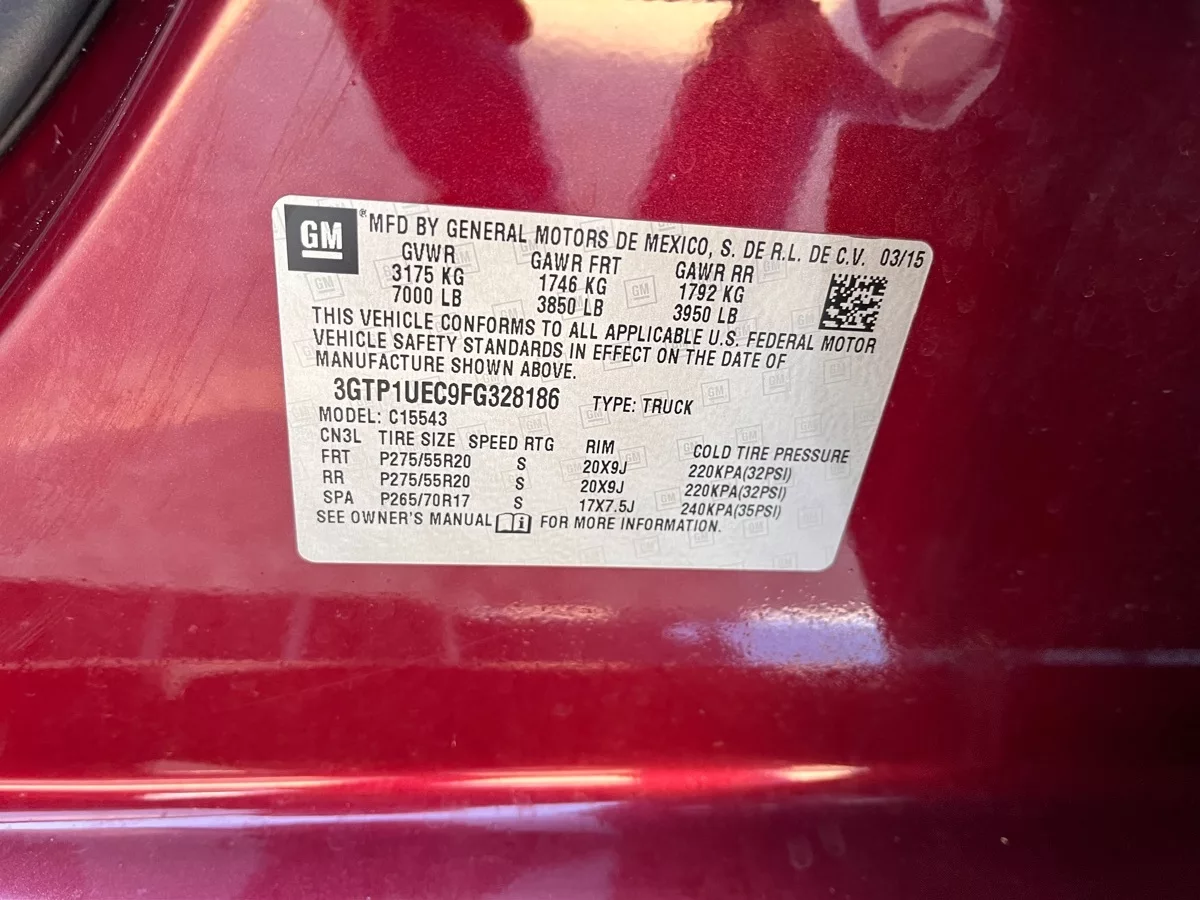 GM ® MFD BY GENERAL MOTORS DE MEXICO, S. DE R.L. DE C.V. 03/15
GVWR GAWR FRT GAWR RR
3175 KG 1746 KG 1792 KG
7000 LB 3850 LB 3950 LB
THIS VEHICLE CONFORMS TO ALL APPLICABLE U.S. FEDERAL MOTOR
VEHICLE SAFETY STANDARDS IN EFFECT ON THE DATE OF
MANUFACTURE SHOWN ABOVE.
3GTP1UEC9FG328186 TYPE: TRUCK
MODEL: C15543
CN3L TIRE SIZE SPEED RTG RIM COLD TIRE PRESSURE
FRT P275/55R20 S 20X9J 220KPA(32PSI)
RR P275/55R20 S 20X9J 220KPA(32PSI)
SPA P265/70R17 S 17X7.5J 240KPA(35PSI)
SEE OWNER'S MANUAL i FOR MORE INFORMATION.